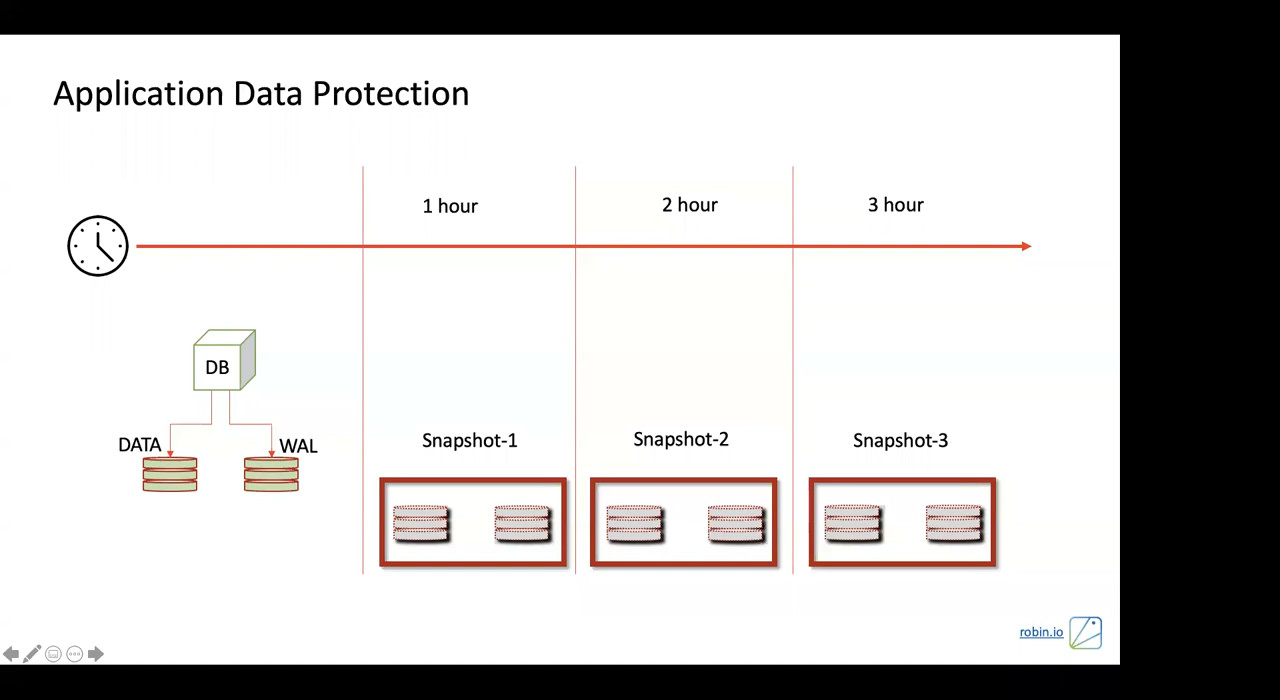 Application Data Protection
1 hour
2 hour
3 hour
DB
DATA
WAL
Snapshot-1
Snapshot-2
Snapshot-3
robin.io